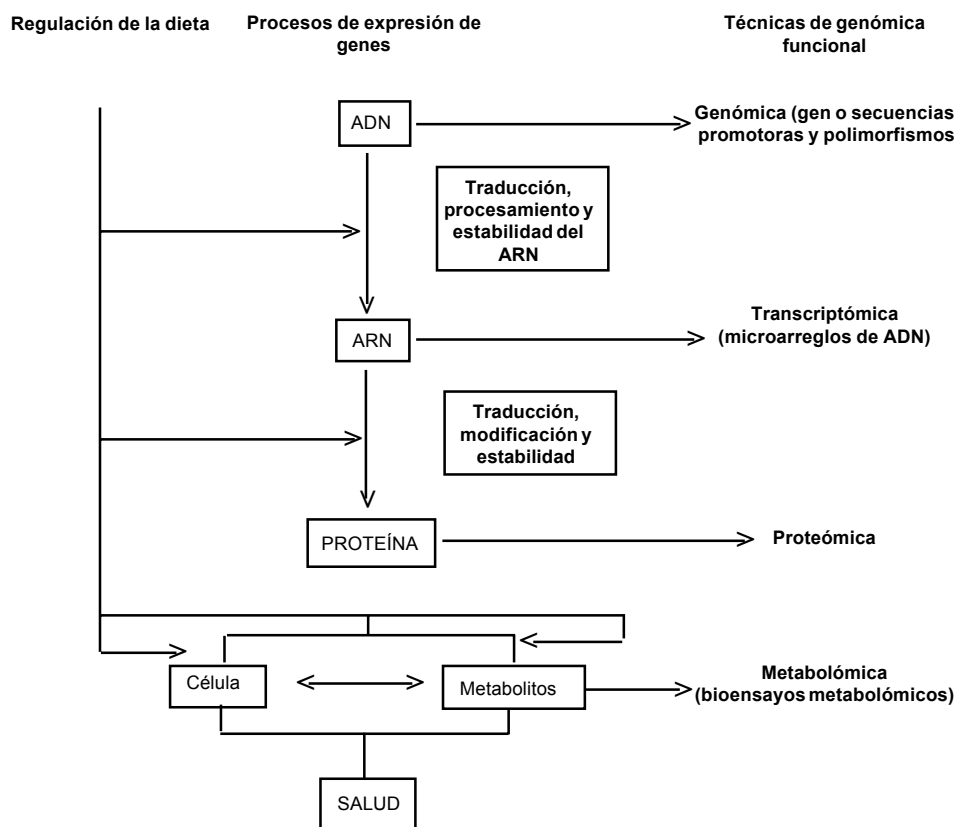 Regulación de la dieta
Procesos de expresión de
genes
Técnicas de genómica
funcional
ADN
Genómica (gen o secuencias
promotoras y polimorfismos
Traducción,
procesamiento y
estabilidad del
ARN
ARN
Transcriptómica
(microarreglos de ADN)
Traducción,
modificación y
estabilidad
PROTEÍNA
Proteómica
Célula
Metabolitos
Metabolómica
(bioensayos metabolómicos)
SALUD